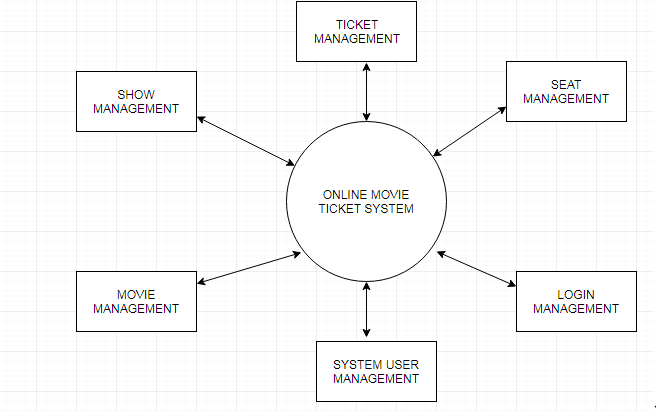 TICKET
MANAGEMENT
SHOW
MANAGEMENT
SEAT
MANAGEMENT
ONLINE MOVIE
TICKET SYSTEM
MOVIE
MANAGEMENT
LOGIN
MANAGEMENT
SYSTEM USER
MANAGEMENT